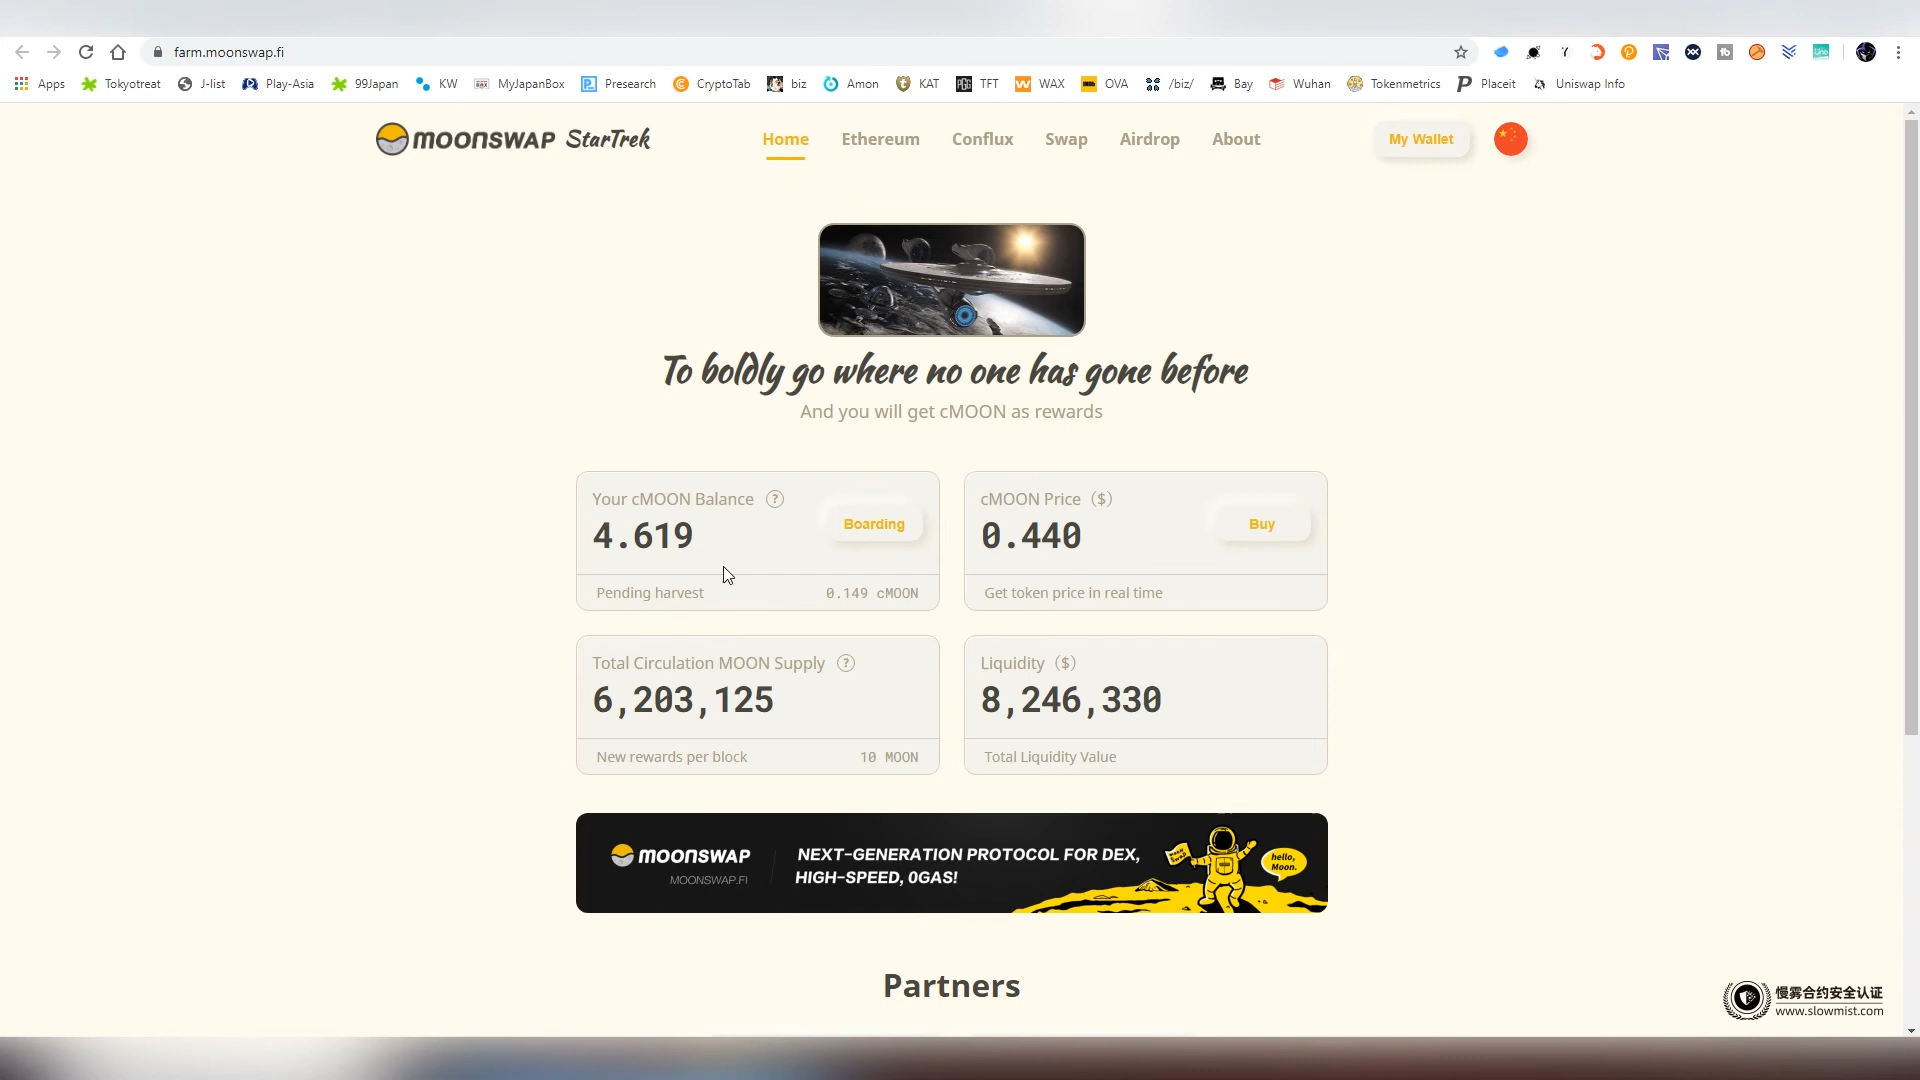 farm.moonswap.fi
Apps Tokyotreat J-list Play-Asia 99Japan KW MyJapanBox Presearch CryptoTab biz Amon KAT TFT WAX OVA /biz/ Bay Wuhan Tokenmetrics Placeit Uniswap Info
MOONSWAP StarTrek Home Ethereum Conflux Swap Airdrop About My Wallet
To boldly go where no one has gone before
And you will get cMOON as rewards
Your cMOON Balance ?
4.619
Boarding
Pending harvest 0.149 cMOON
cMOON Price ($)
0.440
Buy
Get token price in real time
Total Circulation MOON Supply ?
6,203,125
New rewards per block 10 MOON
Liquidity ($)
8,246,330
Total Liquidity Value
MOONSWAP
MOONSWAP.FI
NEXT-GENERATION PROTOCOL FOR DEX,
HIGH-SPEED, 0GAS!
hello,
Moon.
Partners
慢雾合约安全认证
www.slowmist.com